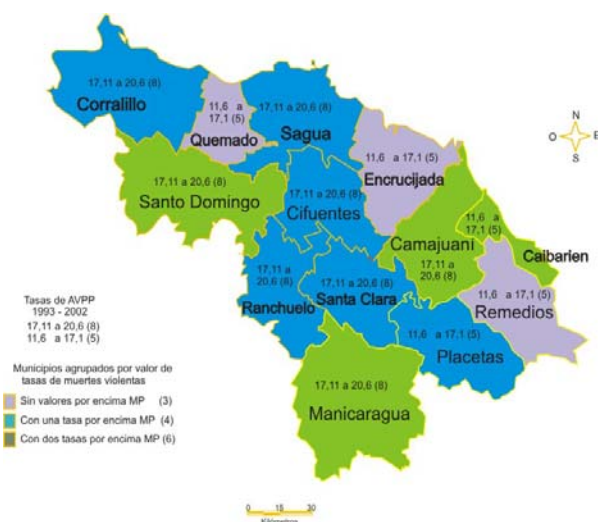 17,11 a 20,6 (8)
Corralillo
11,6 a
17,1 (5)
Quemado
17,11 a 20,6 (8)
Sagua
N
O E
S
11,6 a 17,1 (5)
Encrucijada
17,11 a 20,6 (8)
Santo Domingo
17,11 a 20,6 (8)
Cifuentes
Camajuani
17,11 a
20,6 (8)
11,6 a
17,1 (5)
Caibarien
17,11 a
20,6 (8)
Ranchuelo
17,11 a 20,6 (8)
Santa Clara
11,6 a 17,1 (5)
Remedios
11,6 a 17,1 (5)
Placetas
17,11 a 20,6 (8)
Manicaragua
Tasas de AVPP
1993 - 2002
17,11 a 20,6 (8)
11,6 a 17,1 (5)
Municipios agrupados por valor de
tasas de muertes violentas
Sin valores por encima MP (3)
Con una tasa por encima MP (4)
Con dos tasas por encima MP (6)
0 15 30